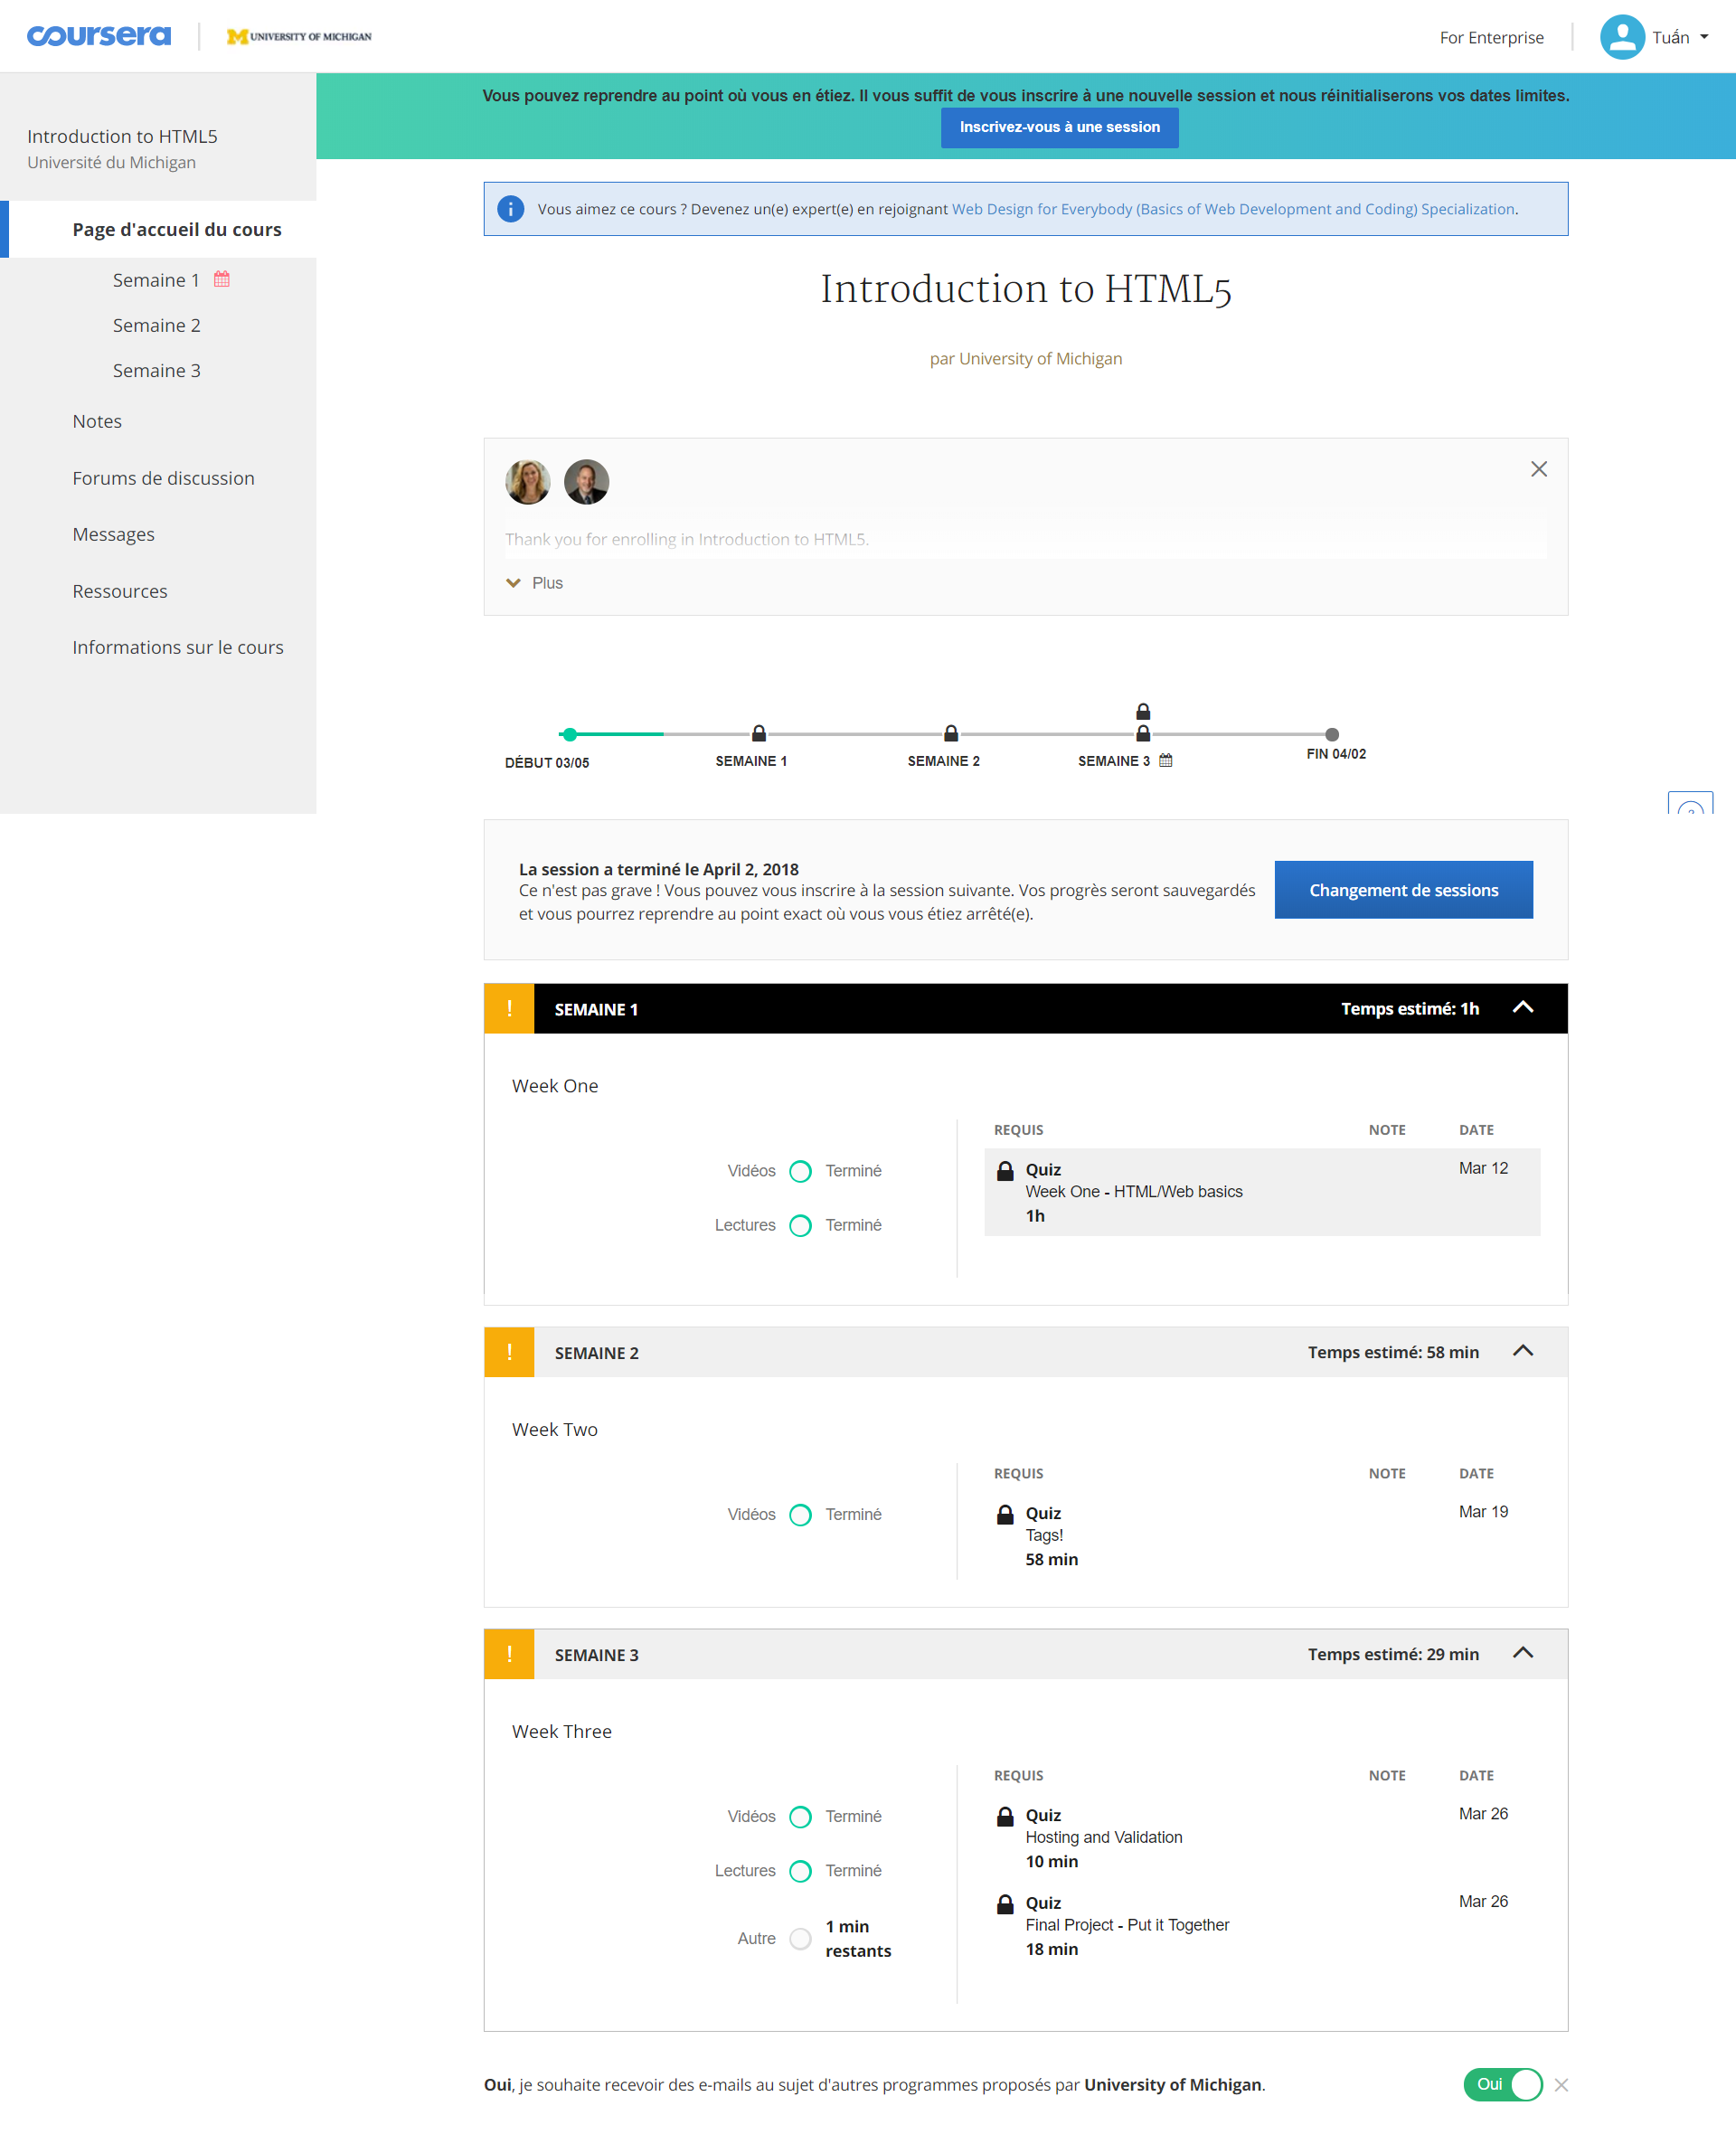 coursera
UNIVERSITY OF MICHIGAN
For Enterprise
Tuấn
Introduction to HTML5
Université du Michigan
Page d'accueil du cours
Semaine 1
Semaine 2
Semaine 3
Notes
Forums de discussion
Messages
Ressources
Informations sur le cours
Vous pouvez reprendre au point où vous en étiez. Il vous suffit de vous inscrire à une nouvelle session et nous réinitialiserons vos dates limites.
Inscrivez-vous à une session
Vous aimez ce cours ? Devenez un(e) expert(e) en rejoignant Web Design for Everybody (Basics of Web Development and Coding) Specialization.
Introduction to HTML5
par University of Michigan
Thank you for enrolling in Introduction to HTML5.
Plus
DÉBUT 03/05
SEMAINE 1
SEMAINE 2
SEMAINE 3
FIN 04/02
La session a terminé le April 2, 2018
Ce n'est pas grave ! Vous pouvez vous inscrire à la session suivante. Vos progrès seront sauvegardés
et vous pourrez reprendre au point exact où vous vous étiez arrêté(e).
Changement de sessions
! SEMAINE 1 Temps estimé: 1h
Week One
Vidéos Terminé
Lectures Terminé
REQUIS NOTE DATE
Quiz Mar 12
Week One - HTML/Web basics
1h
! SEMAINE 2 Temps estimé: 58 min
Week Two
Vidéos Terminé
REQUIS NOTE DATE
Quiz Mar 19
Tags!
58 min
! SEMAINE 3 Temps estimé: 29 min
Week Three
Vidéos Terminé
Lectures Terminé
Autre 1 min
restants
REQUIS NOTE DATE
Quiz Mar 26
Hosting and Validation
10 min
Quiz Mar 26
Final Project - Put it Together
18 min
Oui, je souhaite recevoir des e-mails au sujet d'autres programmes proposés par University of Michigan.
Oui